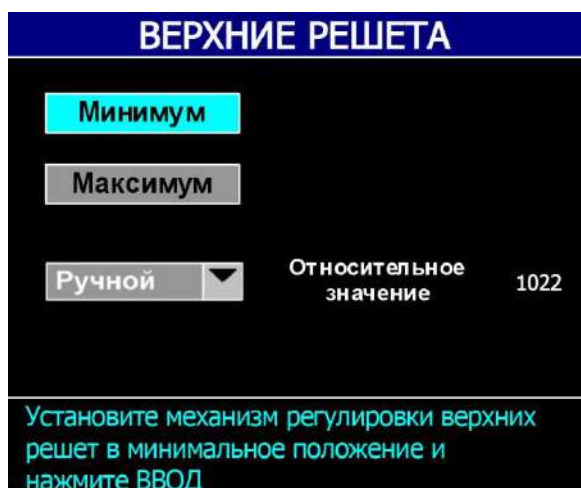 ВЕРХНИЕ РЕШЕТА
Минимум
Максимум
Ручной
Относительное
значение
1022
Установите механизм регулировки верхних
решет в минимальное положение и
нажмите ВВОД